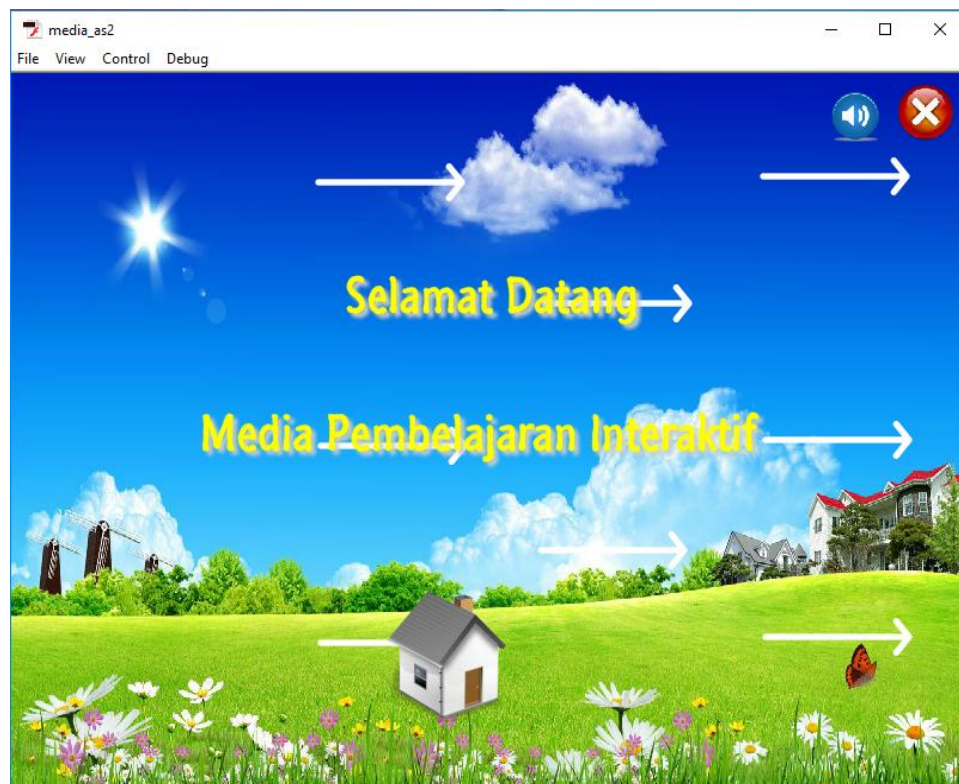 media_as2
File View Control Debug
Selamat Datang
Media Pembelajaran Interaktif